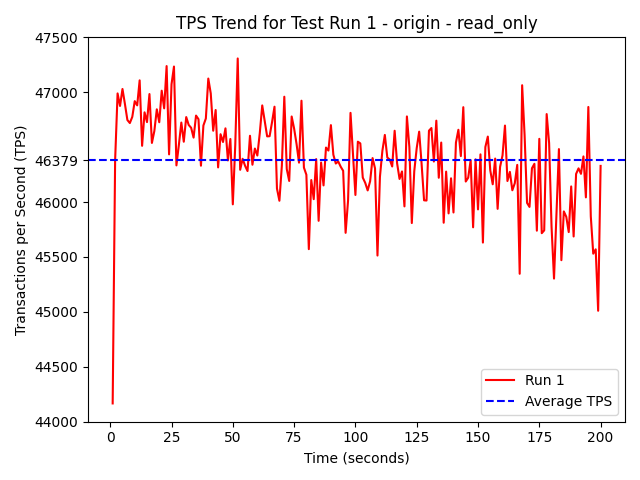 TPS Trend for Test Run 1 - origin - read_only
Transactions per Second (TPS)
47500
47000
46379
46000
45500
45000
44500
44000
0 25 50 75 100 125 150 175 200
Time (seconds)
Run 1
Average TPS